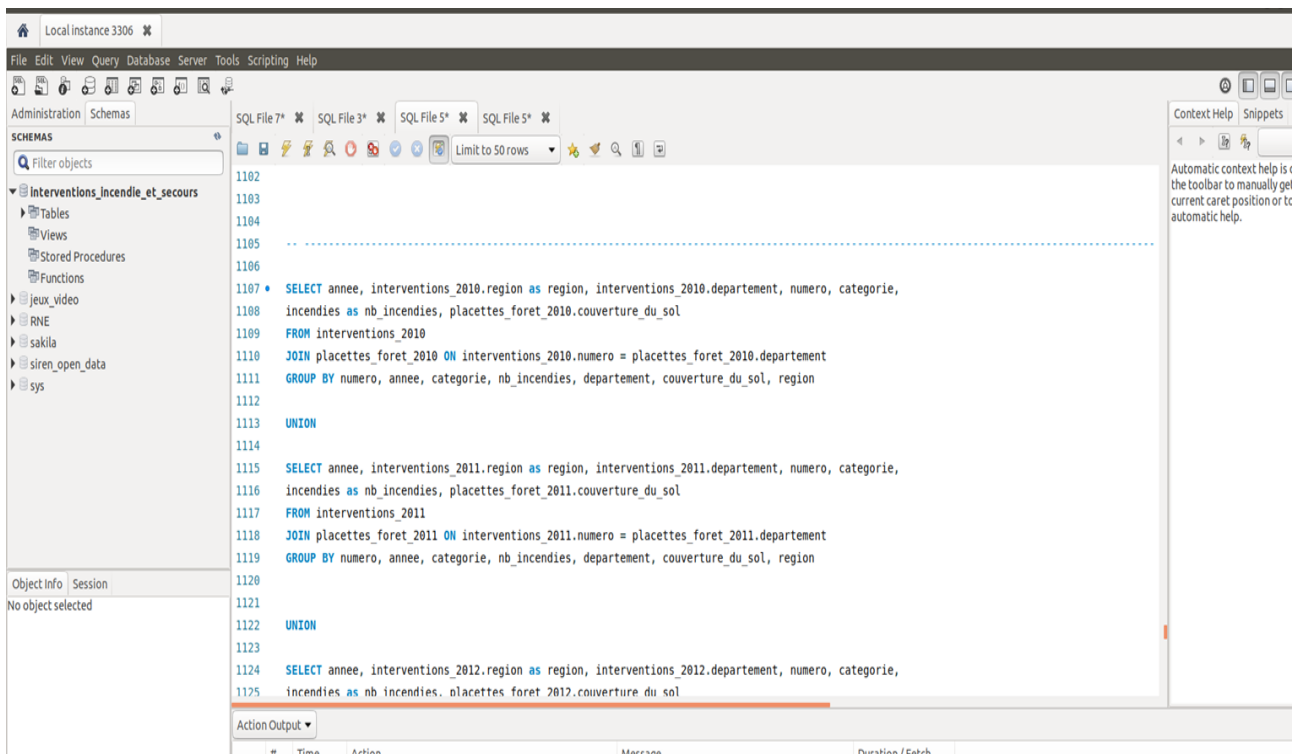 Local instance 3306
File Edit View Query Database Server Tools Scripting Help
Administration Schemas
SCHEMAS
Filter objects
interventions_incendie_et_secours
Tables
Views
Stored Procedures
Functions
jeux_video
RNE
sakila
siren_open_data
sys
Object Info Session
No object selected
SQL File 7* SQL File 3* SQL File 5* SQL File 5*
Limit to 50 rows
1102
1103
1104
1105 -- ----------------------------------------------------------------------------------------------------------------
1106
1107 SELECT annee, interventions_2010.region as region, interventions_2010.departement, numero, categorie,
1108 incendies as nb_incendies, placettes_foret_2010.couverture_du_sol
1109 FROM interventions_2010
1110 JOIN placettes_foret_2010 ON interventions_2010.numero = placettes_foret_2010.departement
1111 GROUP BY numero, annee, categorie, nb_incendies, departement, couverture_du_sol, region
1112
1113 UNION
1114
1115 SELECT annee, interventions_2011.region as region, interventions_2011.departement, numero, categorie,
1116 incendies as nb_incendies, placettes_foret_2011.couverture_du_sol
1117 FROM interventions_2011
1118 JOIN placettes_foret_2011 ON interventions_2011.numero = placettes_foret_2011.departement
1119 GROUP BY numero, annee, categorie, nb_incendies, departement, couverture_du_sol, region
1120
1121
1122 UNION
1123
1124 SELECT annee, interventions_2012.region as region, interventions_2012.departement, numero, categorie,
1125 incendies as nb_incendies, placettes_foret_2012.couverture_du_sol
Context Help Snippets
Automatic context help is
the toolbar to manually get
current caret position or to
automatic help.
Action Output
# Time Action Message Duration / Fetch